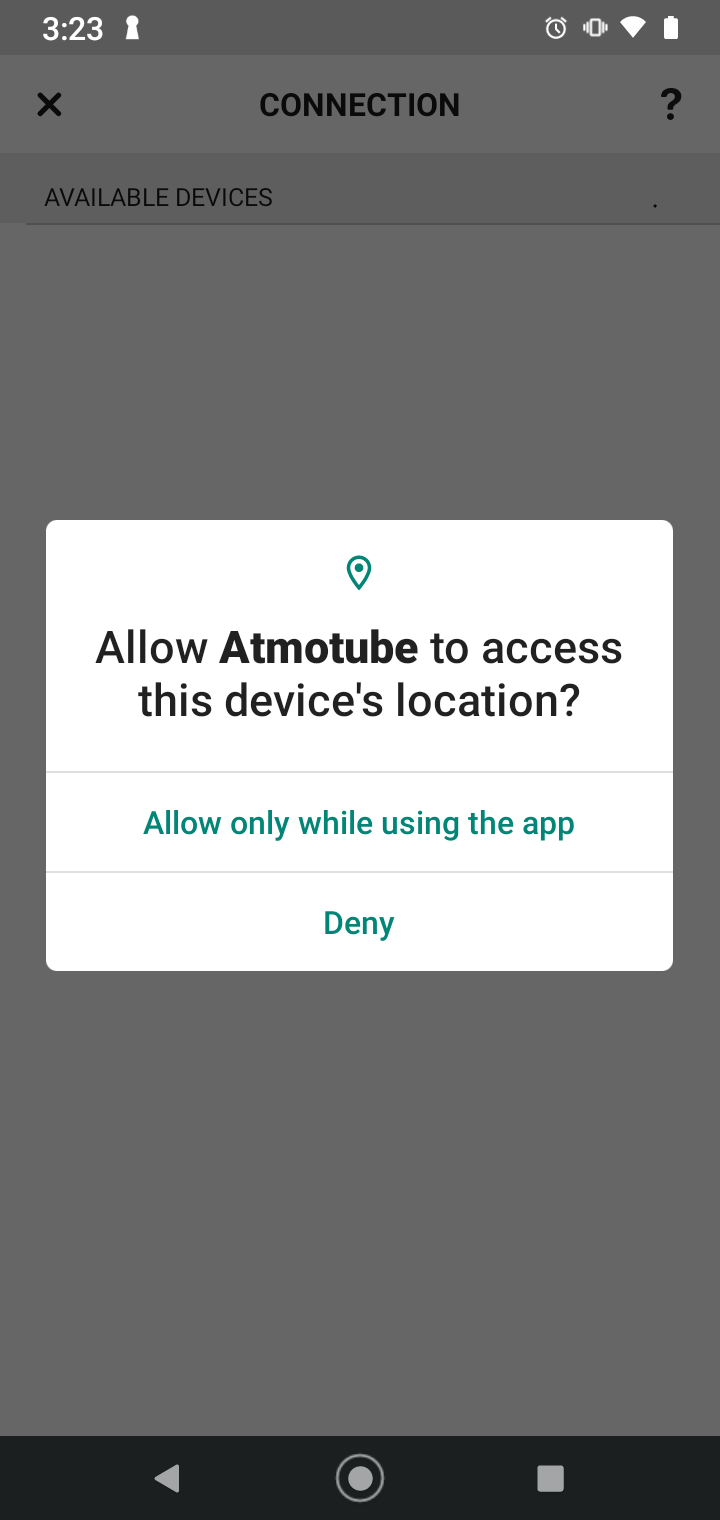 3:23
CONNECTION
?
AVAILABLE DEVICES
.
Allow Atmotube to access
this device's location?
Allow only while using the app
Deny